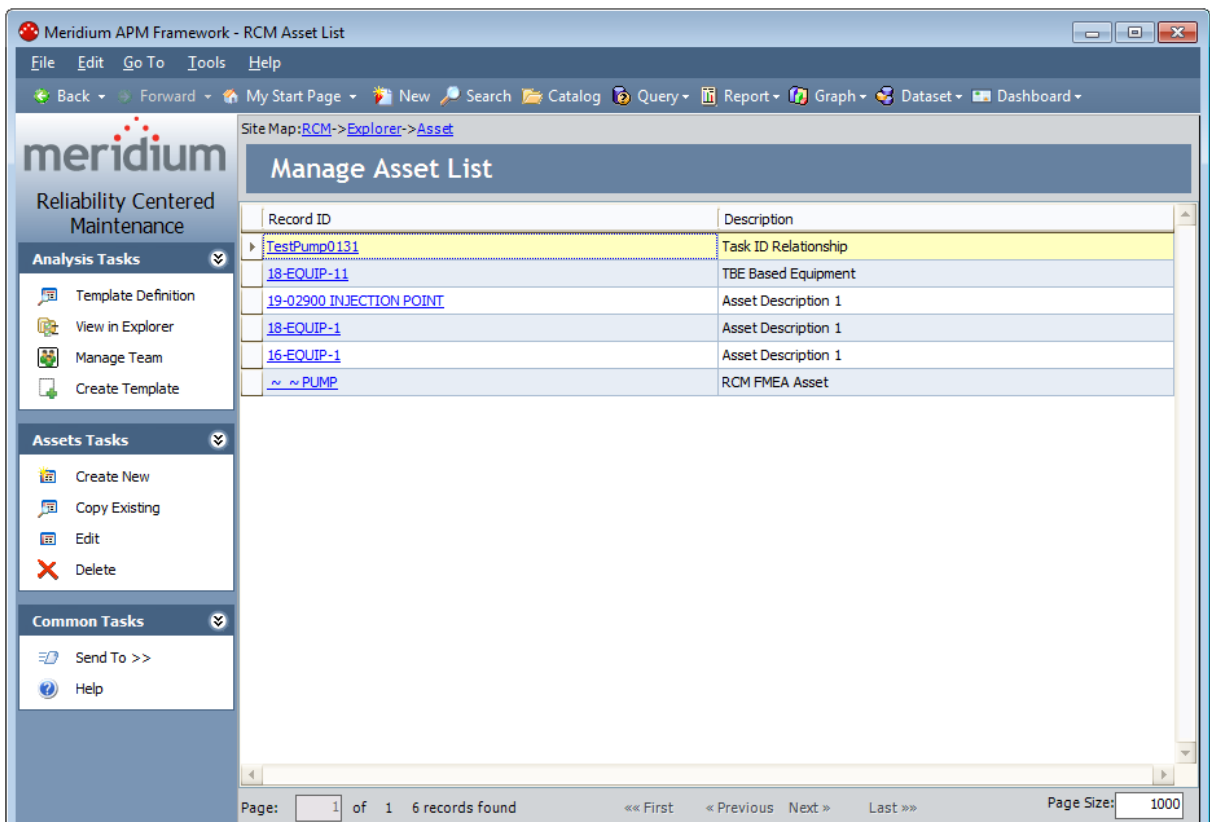 Meridium APM Framework - RCM Asset List
File Edit Go To Tools Help
Back Forward My Start Page New Search Catalog Query Report Graph Dataset Dashboard
meridium
Reliability Centered
Maintenance
Analysis Tasks
Template Definition
View in Explorer
Manage Team
Create Template
Assets Tasks
Create New
Copy Existing
Edit
Delete
Common Tasks
Send To >>
Help
Site Map:RCM->Explorer->Asset
Manage Asset List
Record ID Description
TestPump0131 Task ID Relationship
18-EQUIP-11 TBE Based Equipment
19-02900 INJECTION POINT Asset Description 1
18-EQUIP-1 Asset Description 1
16-EQUIP-1 Asset Description 1
~ ~ PUMP RCM FMEA Asset
Page: 1 of 1 6 records found «« First « Previous Next » Last »» Page Size: 1000